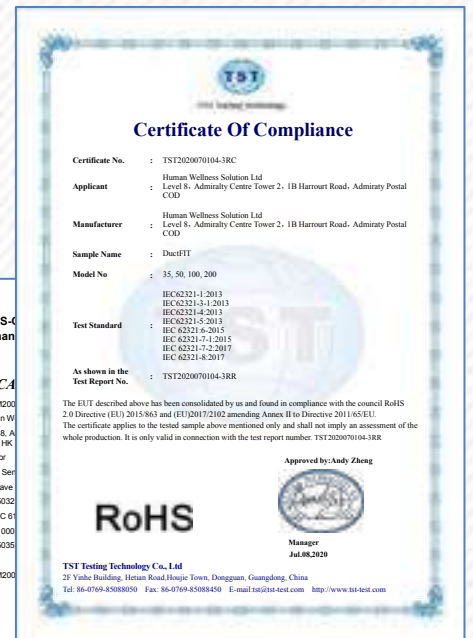 TST
TST Testing Technology
Certificate Of Compliance
Certificate No. : TST2020070104-3RC
Applicant : Human Wellness Solution Ltd
Level 8, Admiralty Centre Tower 2, 1B Harrourt Road, Admiraty Postal
COD
Manufacturer : Human Wellness Solution Ltd
Level 8, Admiralty Centre Tower 2, 1B Harrourt Road, Admiraty Postal
COD
Sample Name : DuctFIT
Model No : 35, 50, 100, 200
Test Standard : IEC62321-1:2013
IEC62321-3-1:2013
IEC62321-4:2013
IEC62321-5:2013
IEC 62321:6-2015
IEC 62321-7-1:2015
IEC 62321-7-2:2017
IEC 62321-8:2017
As shown in the
Test Report No. : TST2020070104-3RR
The EUT described above has been consolidated by us and found in compliance with the council RoHS
2.0 Directive (EU) 2015/863 and (EU)2017/2102 amending Annex II to Directive 2011/65/EU.
The certificate applies to the tested sample above mentioned only and shall not imply an assessment of the
whole production. It is only valid in connection with the test report number. TST2020070104-3RR
Approved by:Andy Zheng
RoHS
Manager
Jul.08,2020
TST Testing Technology Co., Ltd
2F Yinhe Building, Hetian Road,Houjie Town, Dongguan, Guangdong, China
Tel: 86-0769-85088050 Fax: 86-0769-85088450 E-mail:tst@tst-test.com http://www.tst-test.com